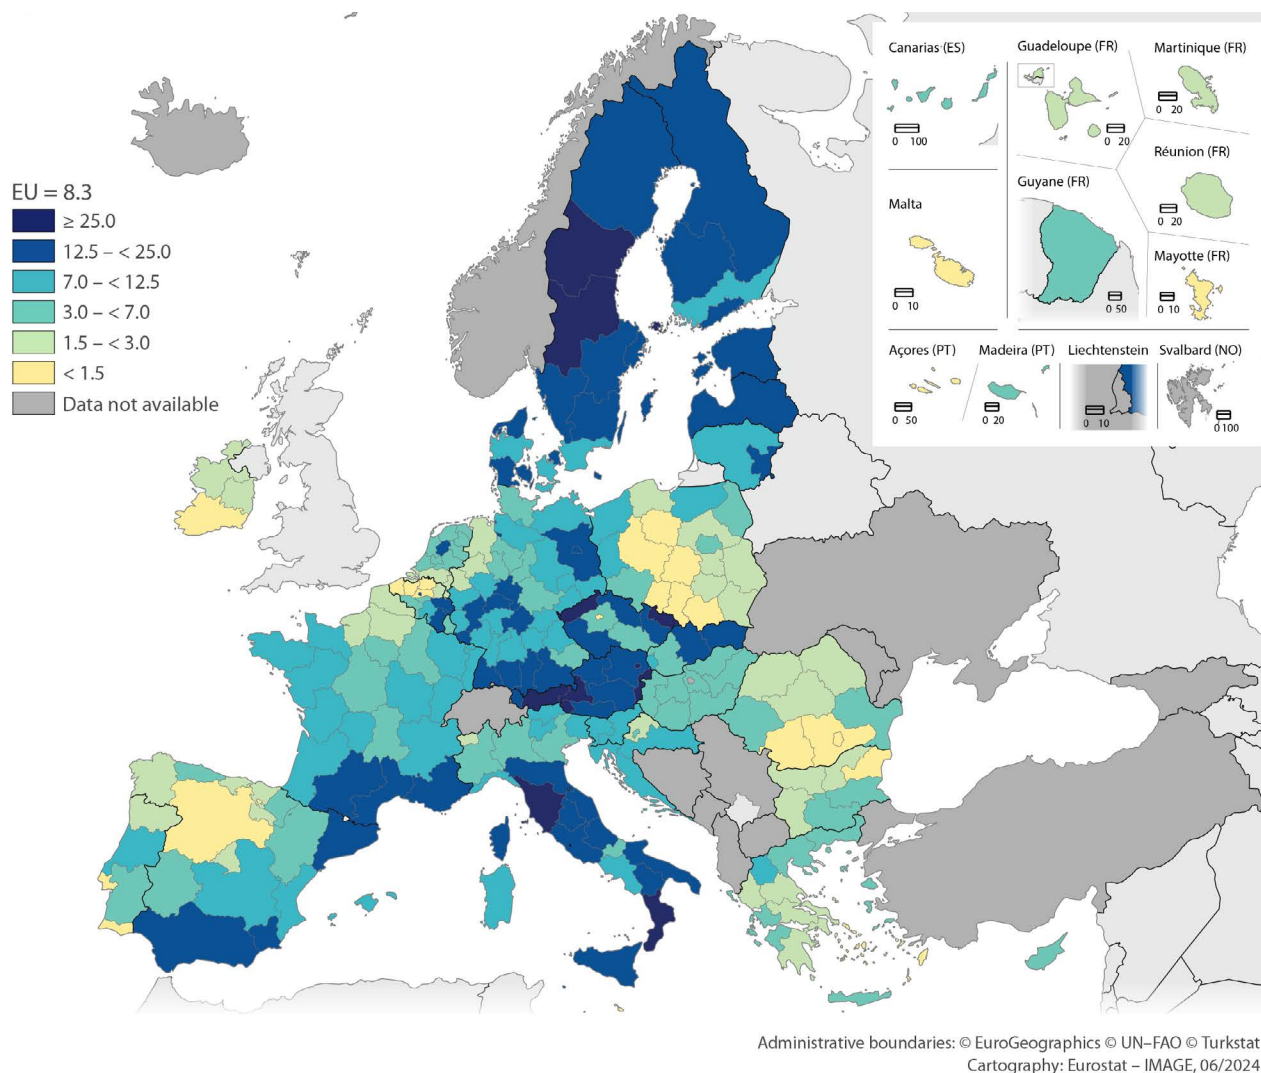 EU = 8.3
≥ 25.0
12.5 – < 25.0
7.0 – < 12.5
3.0 – < 7.0
1.5 – < 3.0
< 1.5
Data not available
Canarias (ES)
0 100
Guadeloupe (FR)
0 20
Martinique (FR)
0 20
Réunion (FR)
0 20
Guyane (FR)
0 50
Malta
0 10
Mayotte (FR)
0 10
Açores (PT)
0 50
Madeira (PT)
0 20
Liechtenstein
0 10
Svalbard (NO)
0 100
Administrative boundaries: © EuroGeographics © UN–FAO © Turkstat
Cartography: Eurostat – IMAGE, 06/2024